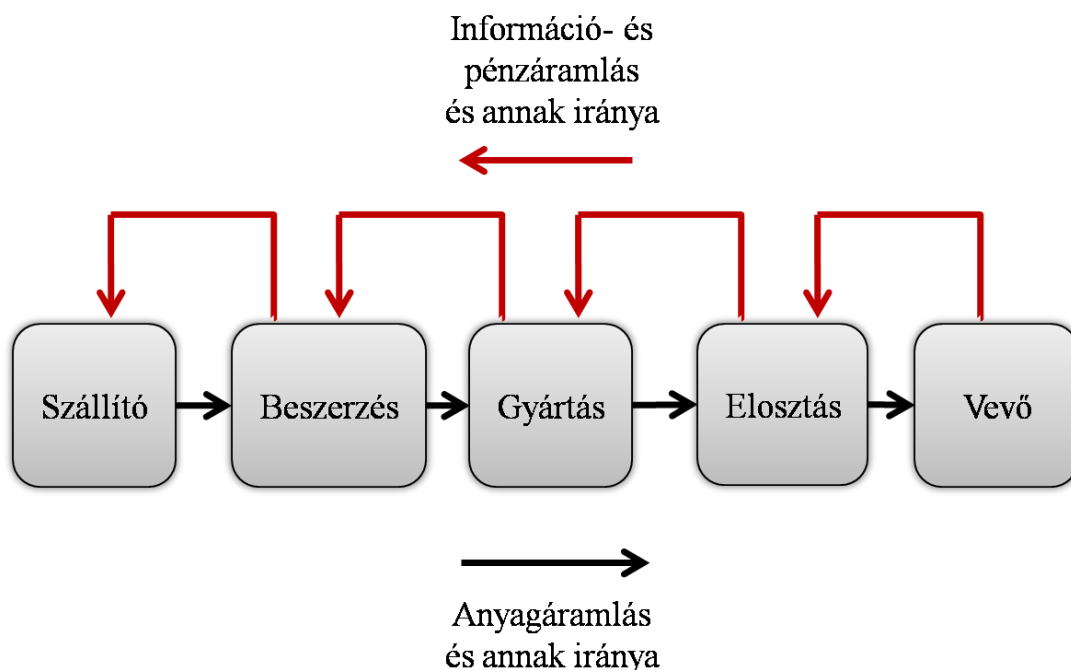 Információ- és
pénzáramlás
és annak iránya
Szállító
Beszerzés
Gyártás
Elosztás
Vevő
Anyagáramlás
és annak iránya